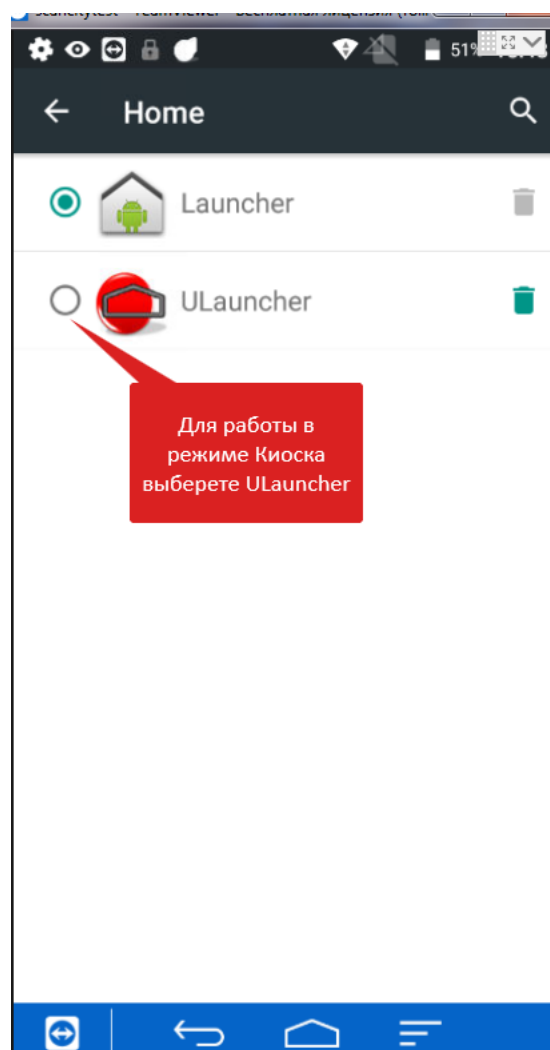 Home
51%
Launcher
ULauncher
Для работы в
режиме Киоска
выберете ULauncher